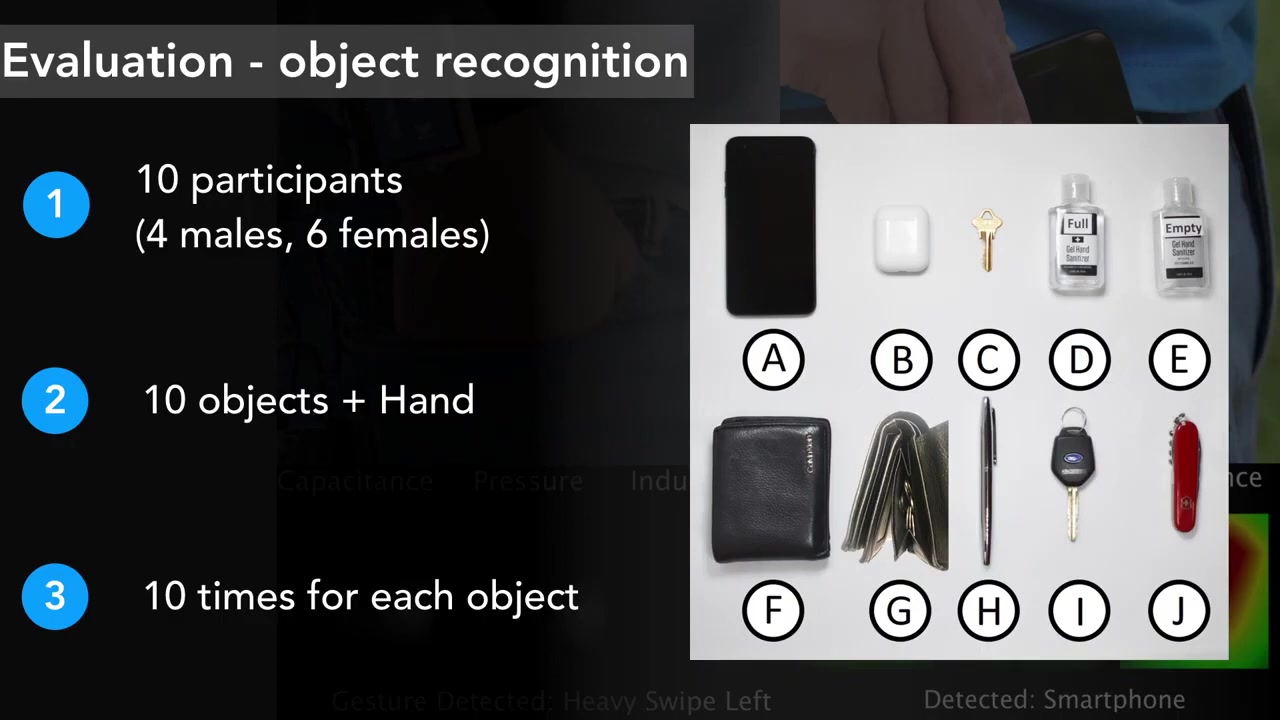 Evaluation - object recognition
1
10 participants
(4 males, 6 females)
2
10 objects + Hand
3
10 times for each object
Full
Gel Hand
Sanitizer
Empty
Gel Hand
Sanitizer
A B C D E
F G H I J
Capacitance Pressure Indu nce
Gesture Detected: Heavy Swipe Left
Detected: Smartphone